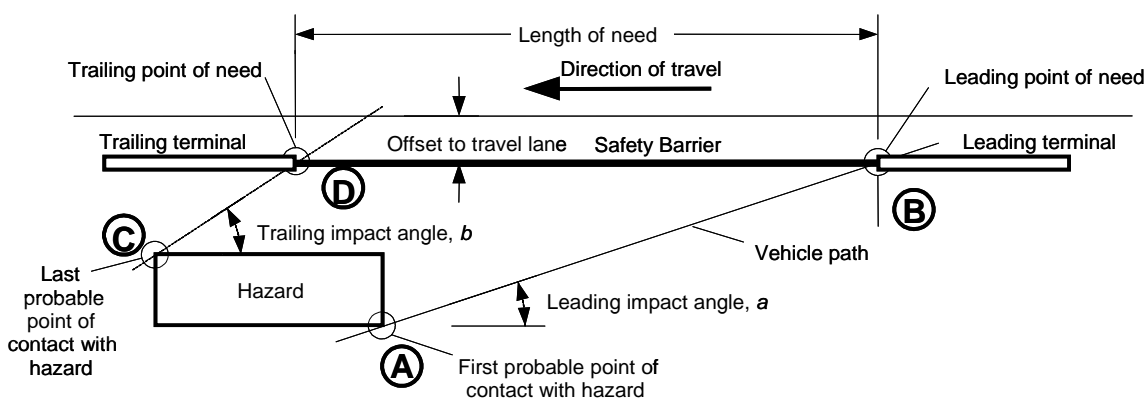 Length of need
Trailing point of need
Direction of travel
Leading point of need
Trailing terminal
Offset to travel lane
Safety Barrier
Leading terminal
D
B
C
Trailing impact angle, b
Vehicle path
Last
probable
point of
contact with
hazard
Hazard
Leading impact angle, a
A
First probable point of
contact with hazard